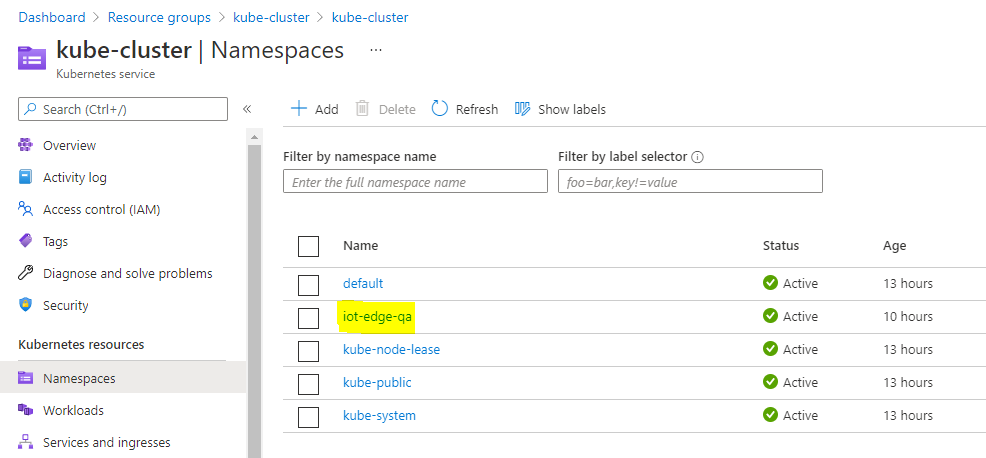 Dashboard > Resource groups > kube-cluster > kube-cluster
kube-cluster | Namespaces ...
Kubernetes service
Search (Ctrl+/) «
Overview
Activity log
Access control (IAM)
Tags
Diagnose and solve problems
Security
Kubernetes resources
Namespaces
Workloads
Services and ingresses
Add Delete Refresh Show labels
Filter by namespace name Filter by label selector
Enter the full namespace name foo=bar,key!=value
Name Status Age
default Active 13 hours
iot-edge-qa Active 10 hours
kube-node-lease Active 13 hours
kube-public Active 13 hours
kube-system Active 13 hours